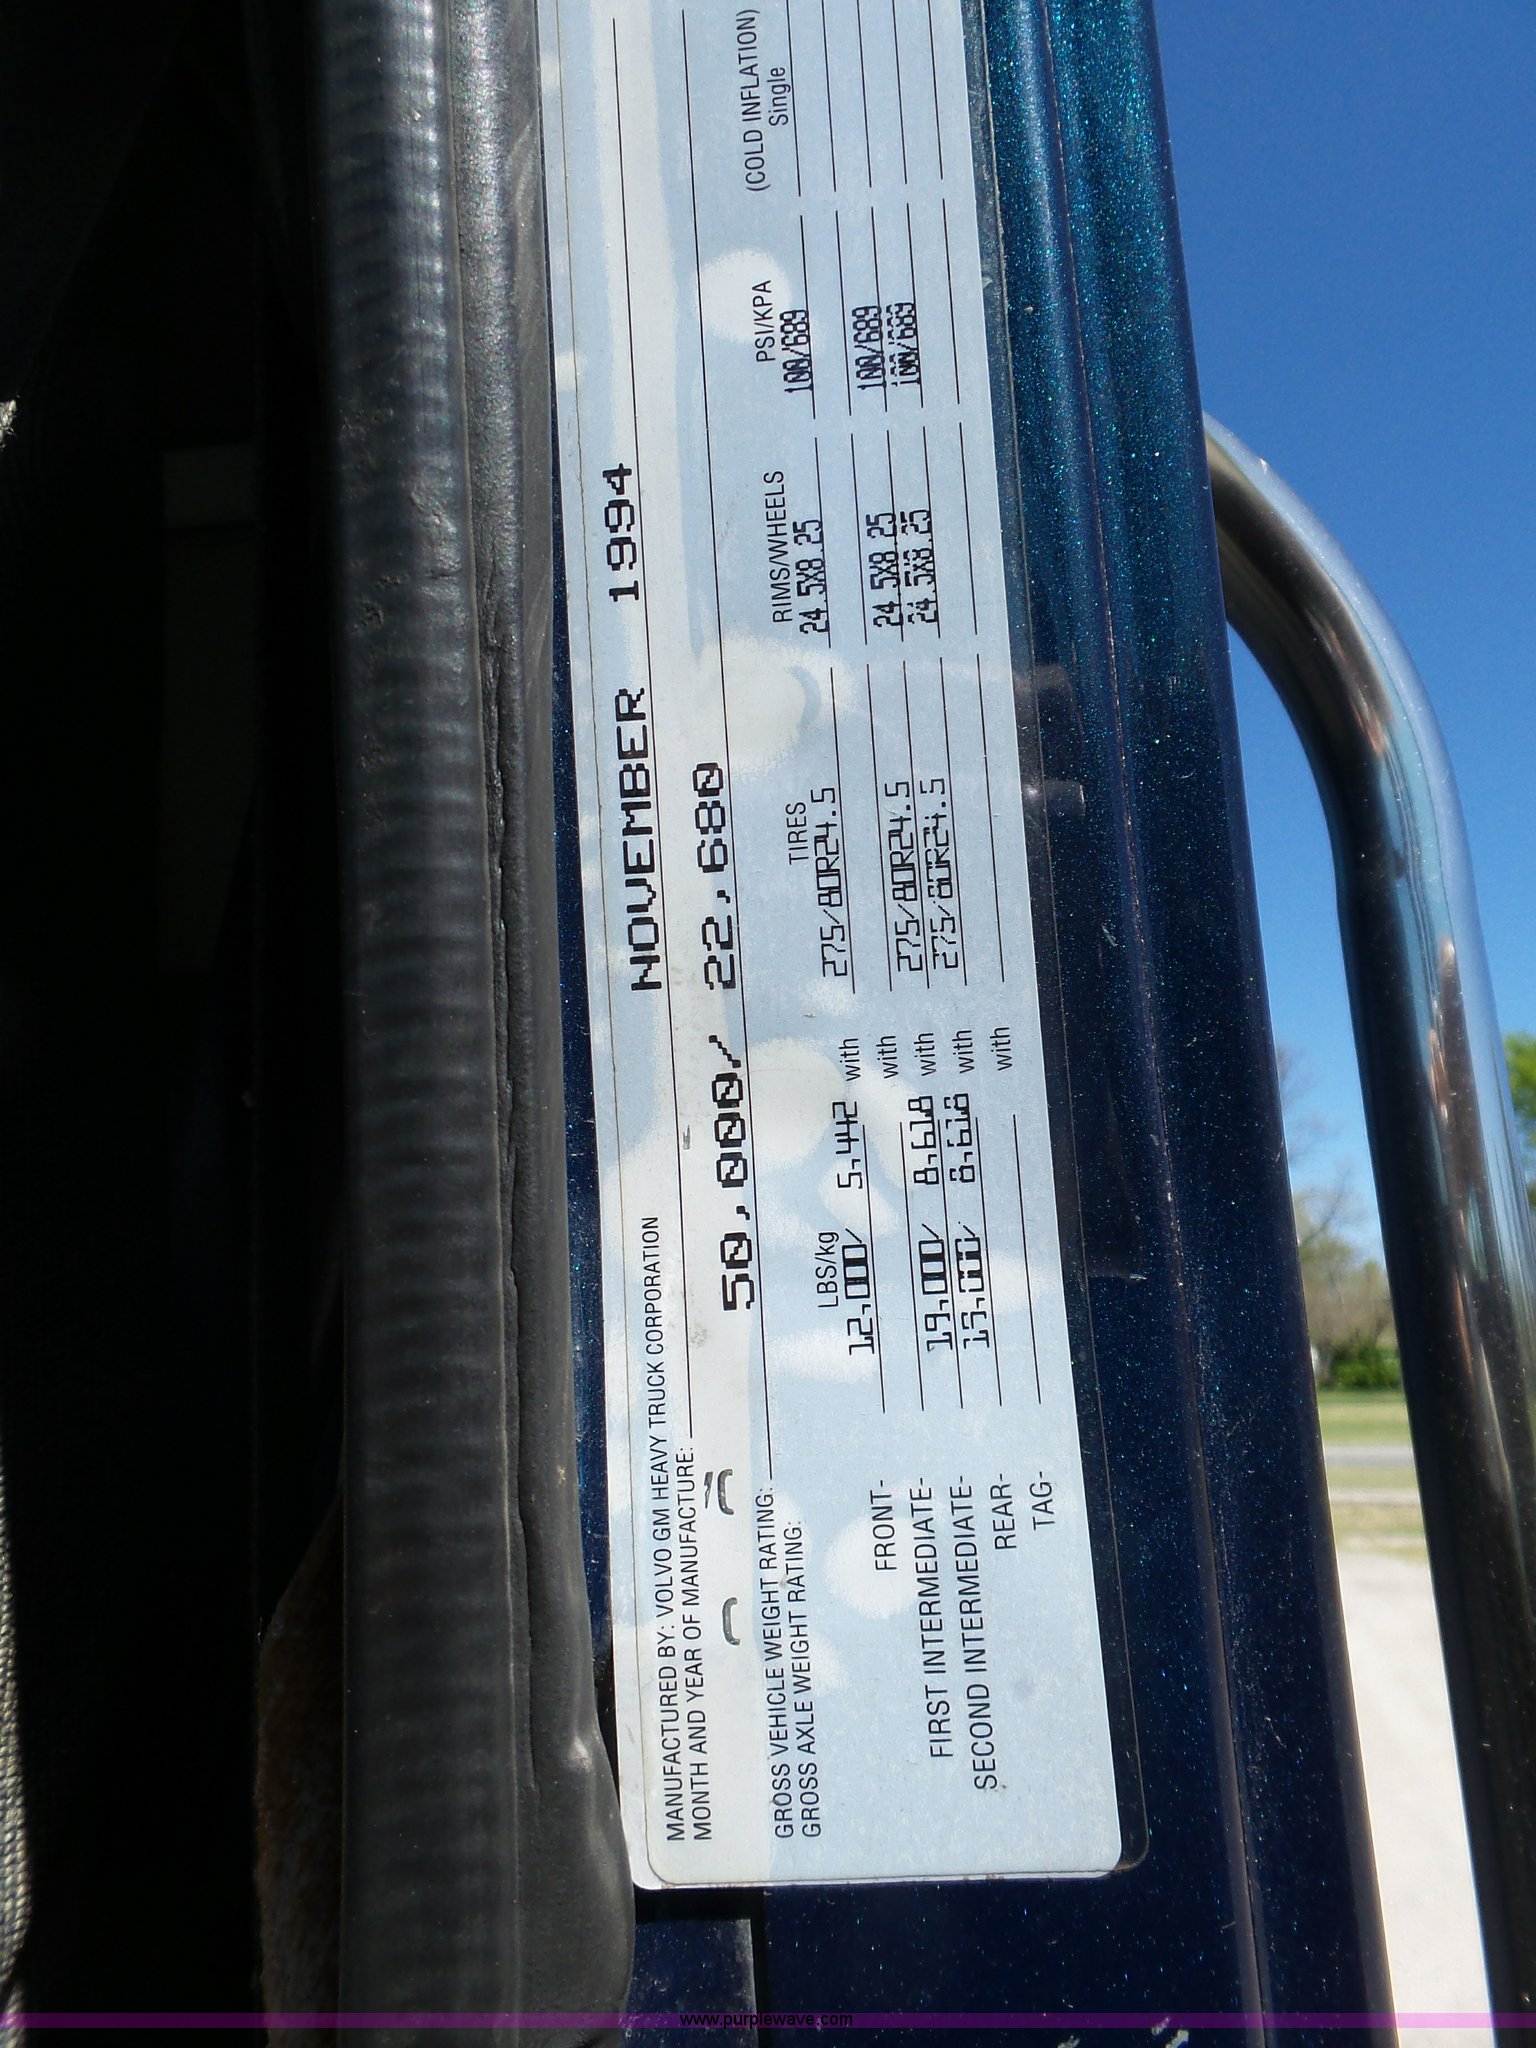 MANUFACTURED BY: VOLVO GM HEAVY TRUCK CORPORATION
MONTH AND YEAR OF MANUFACTURE: NOVEMBER 1994
GROSS VEHICLE WEIGHT RATING: 50,000/ 22,680
GROSS AXLE WEIGHT RATING:
LBS/kg TIRES RIMS/WHEELS PSI/KPA (COLD INFLATION)
Single
FRONT- 12,000/ 5,442 with 275/80R24.5 24.5X8.25 100/689
FIRST INTERMEDIATE- with
SECOND INTERMEDIATE- 19,000/ 8,618 with 275/80R24.5 24.5X8.25 100/689
REAR- 19,000/ 8,618 with 275/80R24.5 24.5X8.25 100/689
TAG- with
www.purplewave.com